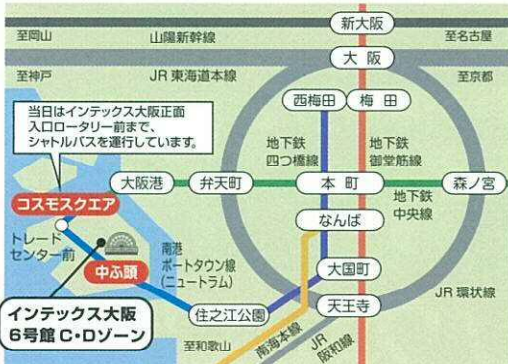 新大阪
至岡山
山陽新幹線
至名古屋
大阪
至神戸
JR東海道本線
至京都
西梅田
梅田
当日はインテックス大阪正面
入口ロータリー前まで、
シャトルバスを運行しています。
地下鉄
四つ橋線
地下鉄
御堂筋線
大阪港
弁天町
本町
森ノ宮
地下鉄
中央線
コスモスクエア
なんば
トレード
センター前
中ふ頭
南港
ポートタウン線
(ニュートラム)
大国町
インテックス大阪
6号館 C・Dゾーン
住之江公園
天王寺
JR環状線
至和歌山
南海本線
JR
阪和線